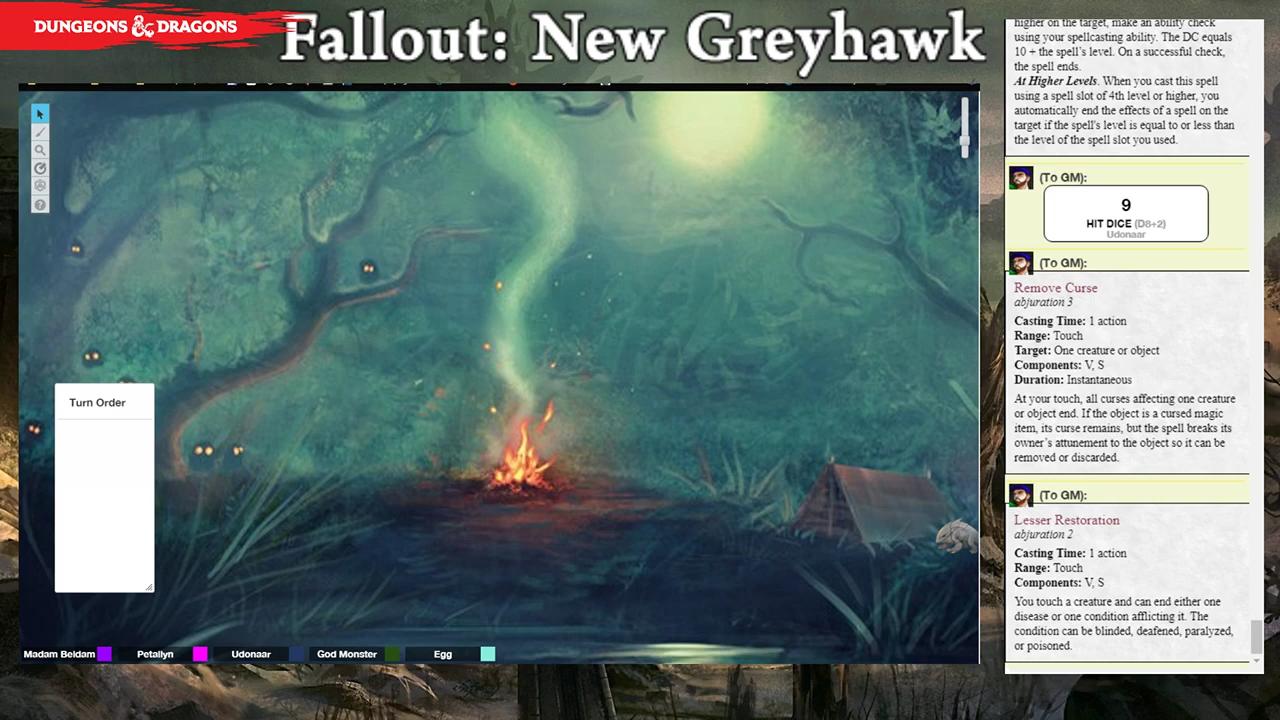 DUNGEONS & DRAGONS
Fallout: New Greyhawk
Turn Order
Madam Beldam
Petallyn
Udonaar
God Monster
Egg
higher on the target, make an ability check
using your spellcasting ability. The DC equals
10 + the spell's level. On a successful check,
the spell ends.
At Higher Levels. When you cast this spell
using a spell slot of 4th level or higher, you
automatically end the effects of a spell on the
target if the spell's level is equal to or less than
the level of the spell slot you used.
(To GM):
9
HIT DICE (D8+2)
Udonaar
(To GM):
Remove Curse
abjuration 3
Casting Time: 1 action
Range: Touch
Target: One creature or object
Components: V, S
Duration: Instantaneous
At your touch, all curses affecting one creature
or object end. If the object is a cursed magic
item, its curse remains, but the spell breaks its
owner's attunement to the object so it can be
removed or discarded.
(To GM):
Lesser Restoration
abjuration 2
Casting Time: 1 action
Range: Touch
Components: V, S
You touch a creature and can end either one
disease or one condition afflicting it. The
condition can be blinded, deafened, paralyzed,
or poisoned.